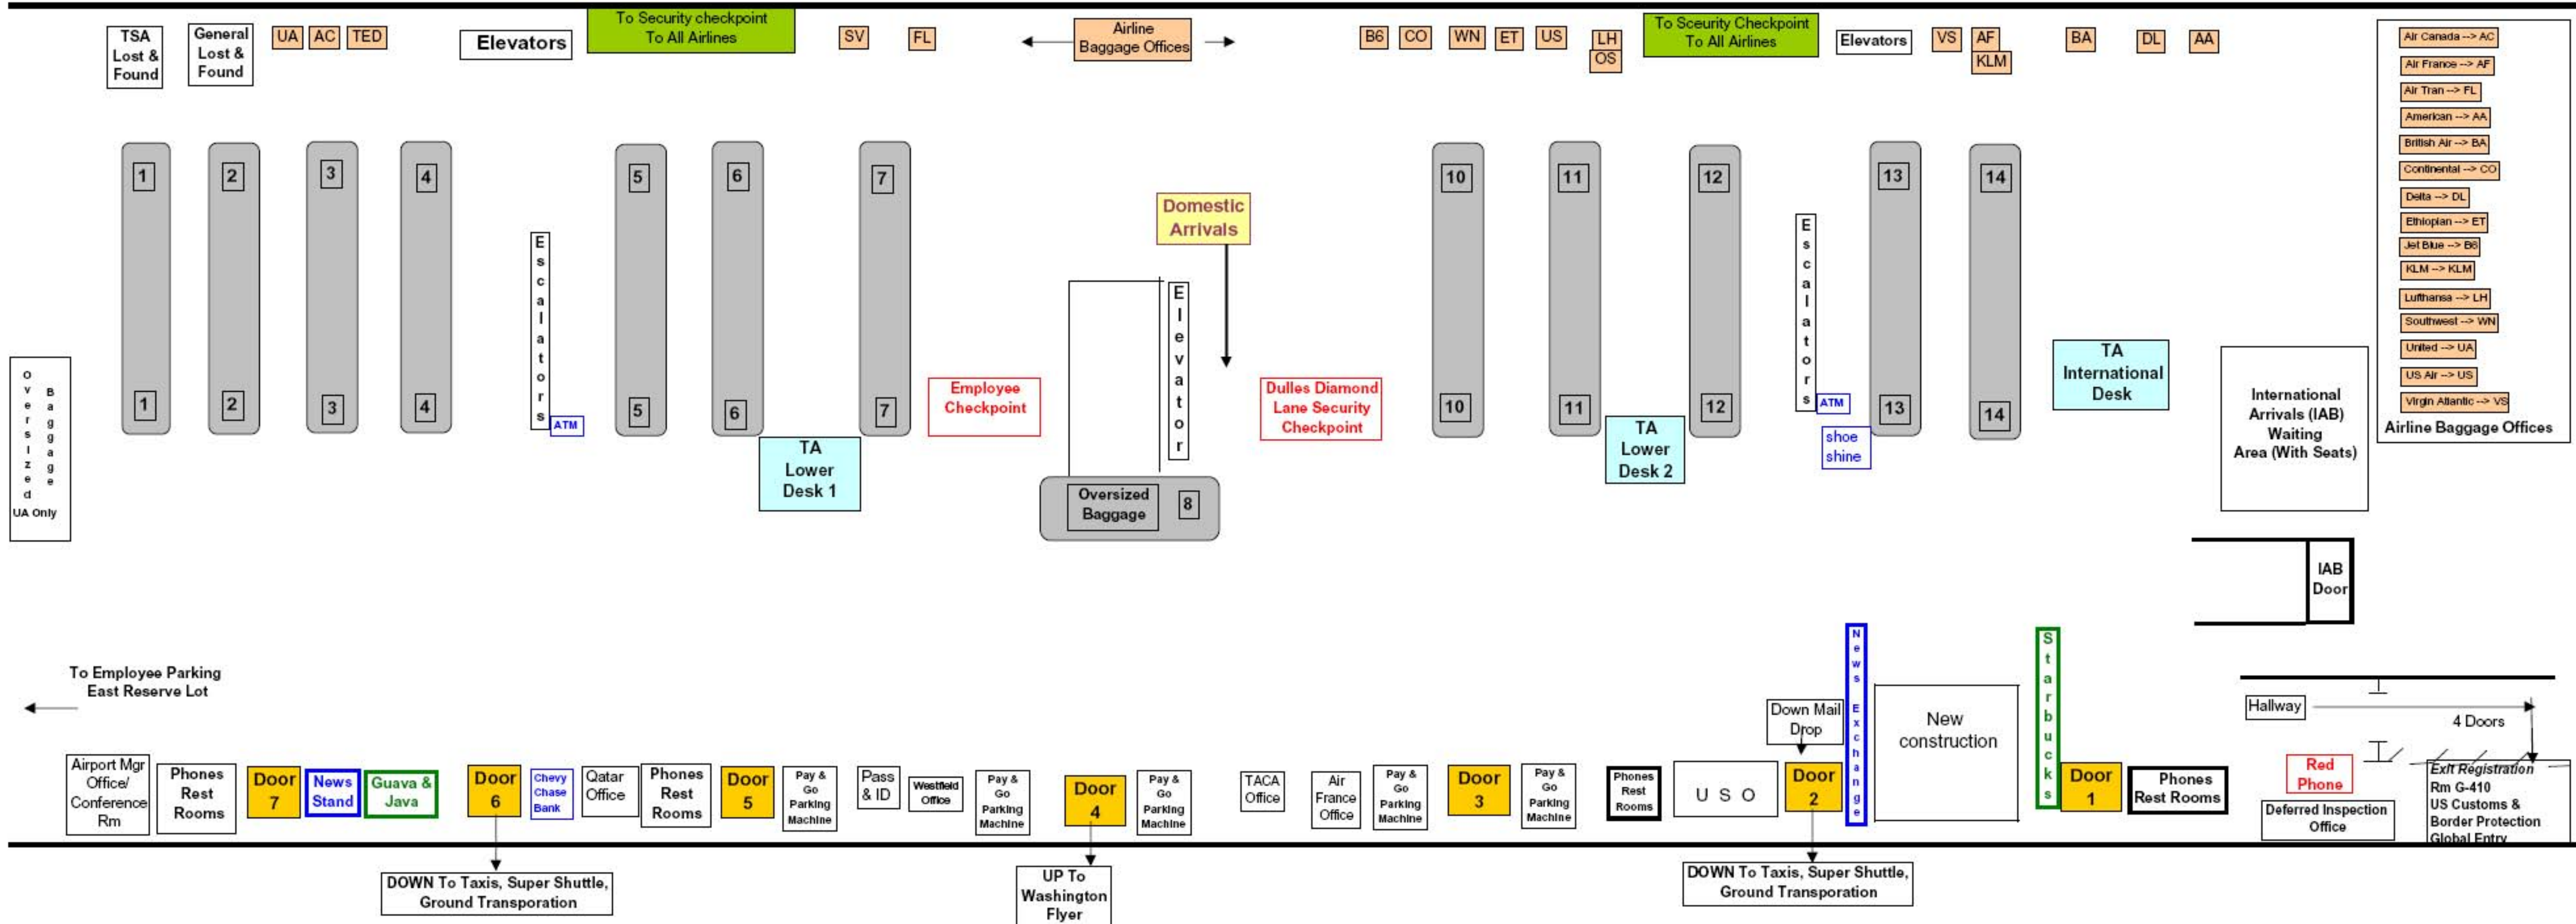 TSA
Lost &
Found
General
Lost &
Found
UA
AC
TED
Elevators
To Security checkpoint
To All Airlines
SV
FL
Airline
Baggage Offices
B6
CO
WN
ET
US
LH
OS
To Sceurity Checkpoint
To All Airlines
Elevators
VS
AF
KLM
BA
DL
AA
Air Canada --> AC
Air France --> AF
Air Tran --> FL
American --> AA
British Air --> BA
Continental --> CO
Delta --> DL
Ethiopian --> ET
Jet Blue --> B6
KLM --> KLM
Lufthansa --> LH
Southwest --> WN
United --> UA
US Air --> US
Virgin Atlantic --> VS
Airline Baggage Offices
1
2
3
4
5
6
7
10
11
12
13
14
Domestic
Arrivals
Escalators
Elevator
Escalators
Oversized
Baggage
UA Only
1
2
3
4
ATM
5
6
7
Employee
Checkpoint
Dulles Diamond
Lane Security
Checkpoint
10
11
12
ATM
13
14
shoe
shine
TA
International
Desk
International
Arrivals (IAB)
Waiting
Area (With Seats)
TA
Lower
Desk 1
TA
Lower
Desk 2
Oversized
Baggage
8
IAB
Door
To Employee Parking
East Reserve Lot
News Exchange
Starbucks
Down Mail
Drop
New
construction
Hallway
4 Doors
Airport Mgr
Office/
Conference
Rm
Phones
Rest
Rooms
Door
7
News
Stand
Guava &
Java
Door
6
Chevy
Chase
Bank
Qatar
Office
Phones
Rest
Rooms
Door
5
Pay &
Go
Parking
Machine
Pass
& ID
Westfield
Office
Pay &
Go
Parking
Machine
Door
4
Pay &
Go
Parking
Machine
TACA
Office
Air
France
Office
Pay &
Go
Parking
Machine
Door
3
Pay &
Go
Parking
Machine
Phones
Rest
Rooms
U S O
Door
2
Door
1
Phones
Rest Rooms
Red
Phone
Deferred Inspection
Office
Exit Registration
Rm G-410
US Customs &
Border Protection
Global Entry
DOWN To Taxis, Super Shuttle,
Ground Transporation
UP To
Washington
Flyer
DOWN To Taxis, Super Shuttle,
Ground Transporation